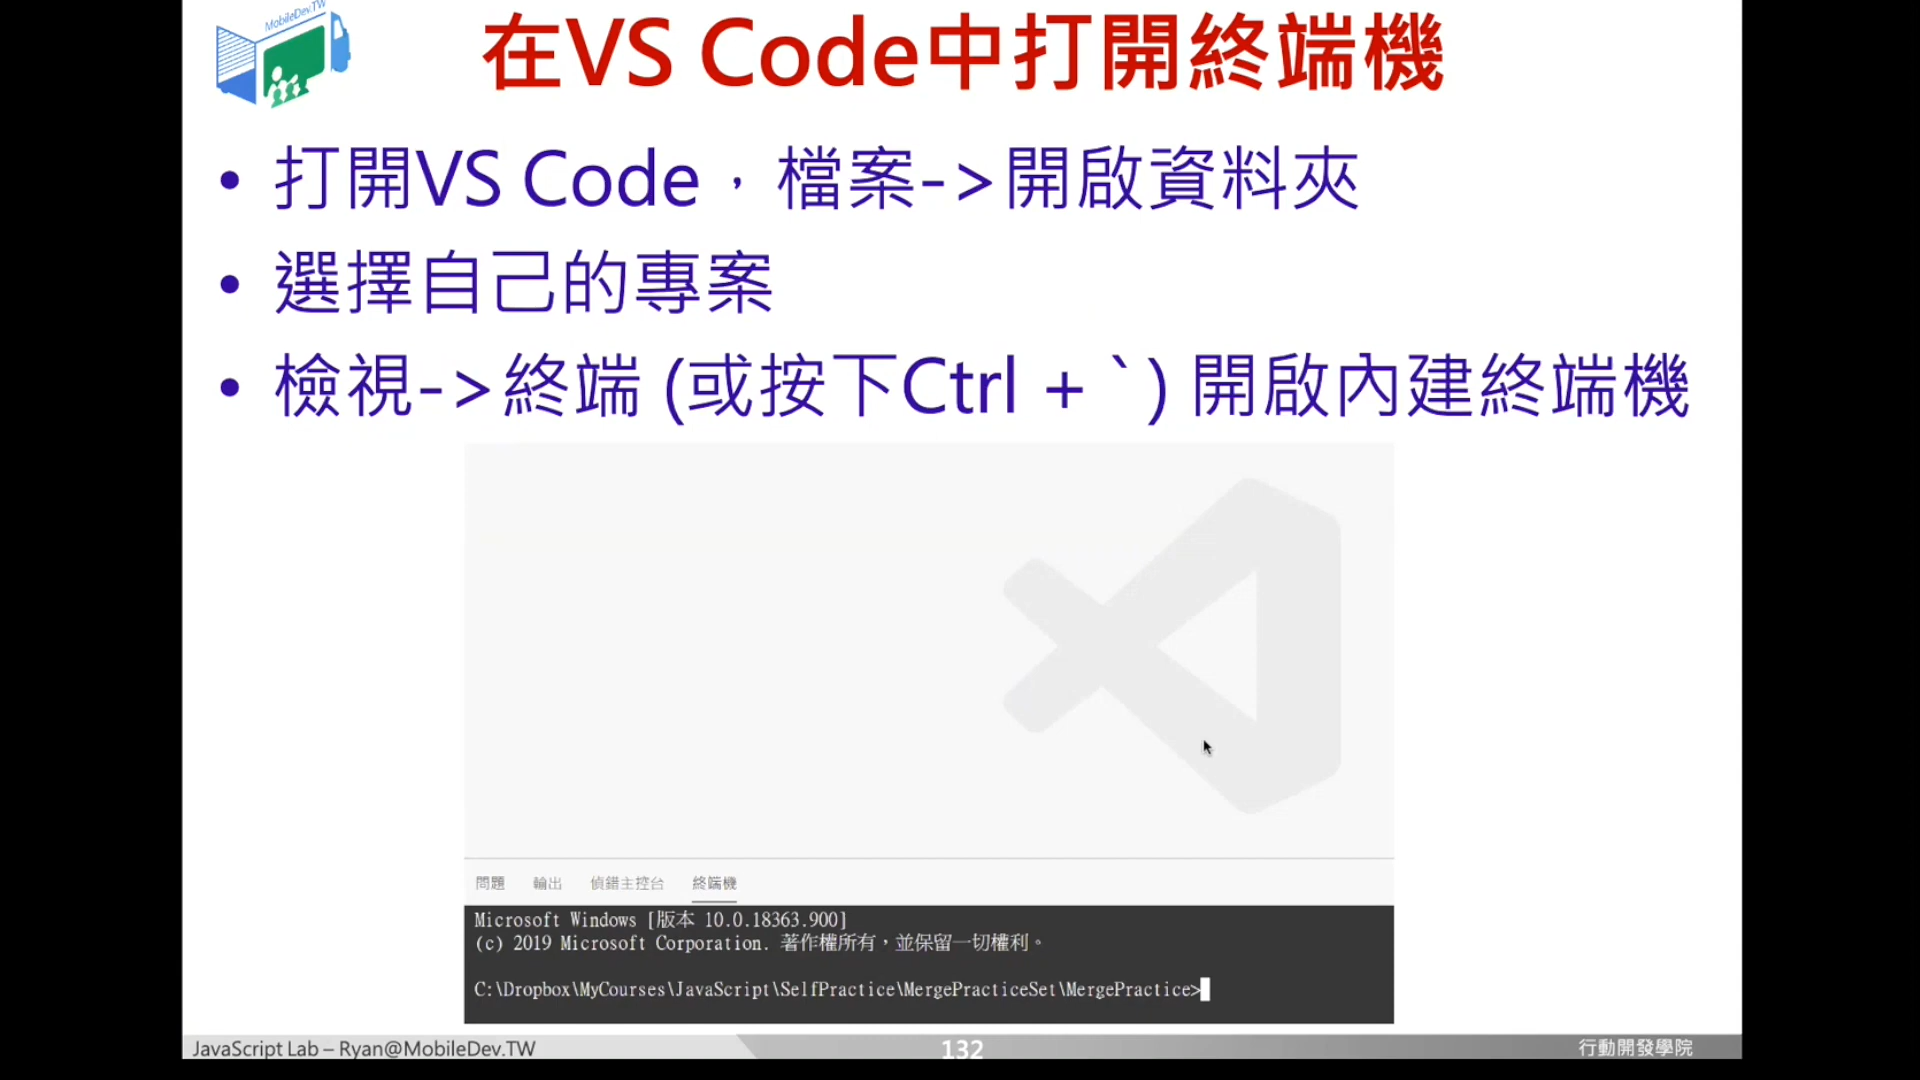 MobileDev.TW
在VS Code中打開終端機
• 打開VS Code，檔案->開啟資料夾
• 選擇自己的專案
• 檢視->終端 (或按下Ctrl + `) 開啟內建終端機
問題 輸出 偵錯主控台 終端機
Microsoft Windows [版本 10.0.18363.900]
(c) 2019 Microsoft Corporation. 著作權所有，並保留一切權利。
C:\Dropbox\MyCourses\JavaScript\SelfPractice\MergePracticeSet\MergePractice>
JavaScript Lab – Ryan@MobileDev.TW 132 行動開發學院